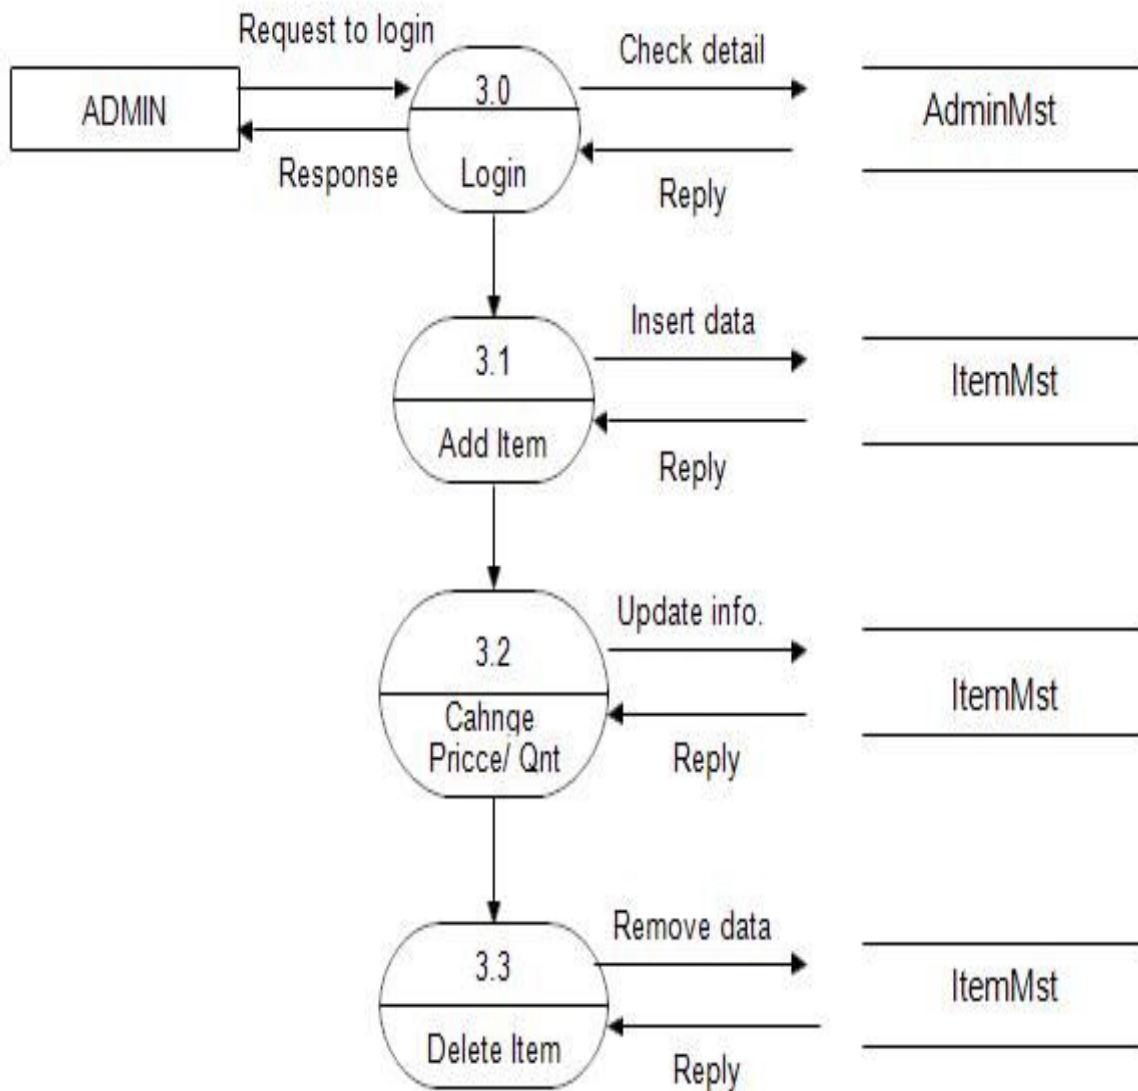 Request to login
Check detail
ADMIN
3.0
AdminMst
Response
Login
Reply
Insert data
3.1
ItemMst
Add Item
Reply
Update info.
3.2
ItemMst
Cahnge
Pricce/ Qnt
Reply
Remove data
3.3
ItemMst
Delete Item
Reply